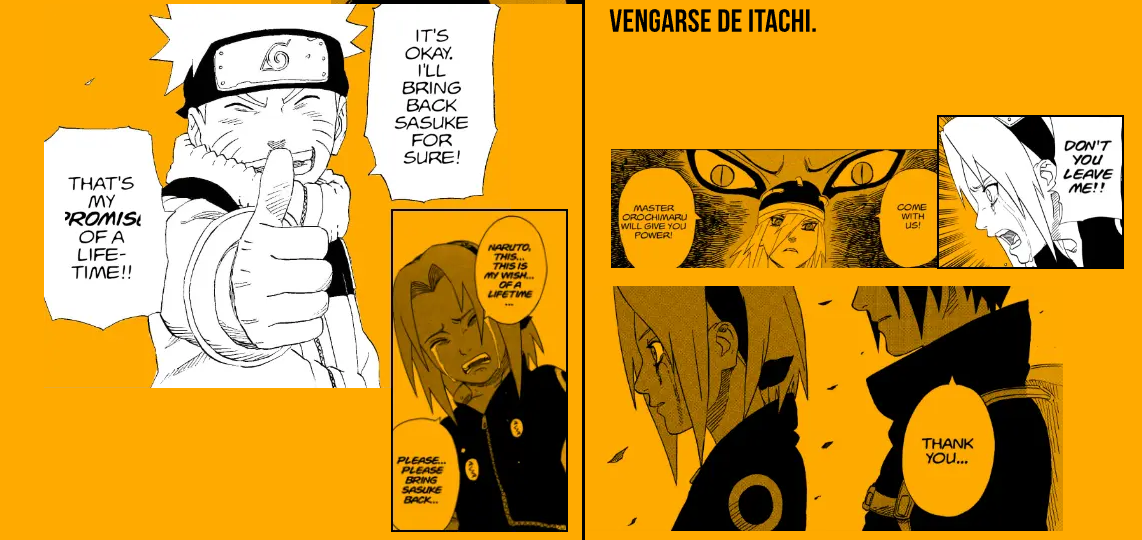 IT'S
OKAY.
I'LL
BRING
BACK
SASUKE
FOR
SURE!
THAT'S
MY
PROMISE
OF A
LIFE-
TIME!!
NARUTO,
THIS...
THIS IS
MY WISH...
OF A
LIFETIME
...
PLEASE...
PLEASE
BRING
SASUKE
BACK...
VENGARSE DE ITACHI.
MASTER
OROCHIMARU
WILL GIVE YOU
POWER!
COME
WITH
US!
DON'T
YOU
LEAVE
ME!!
THANK
YOU...